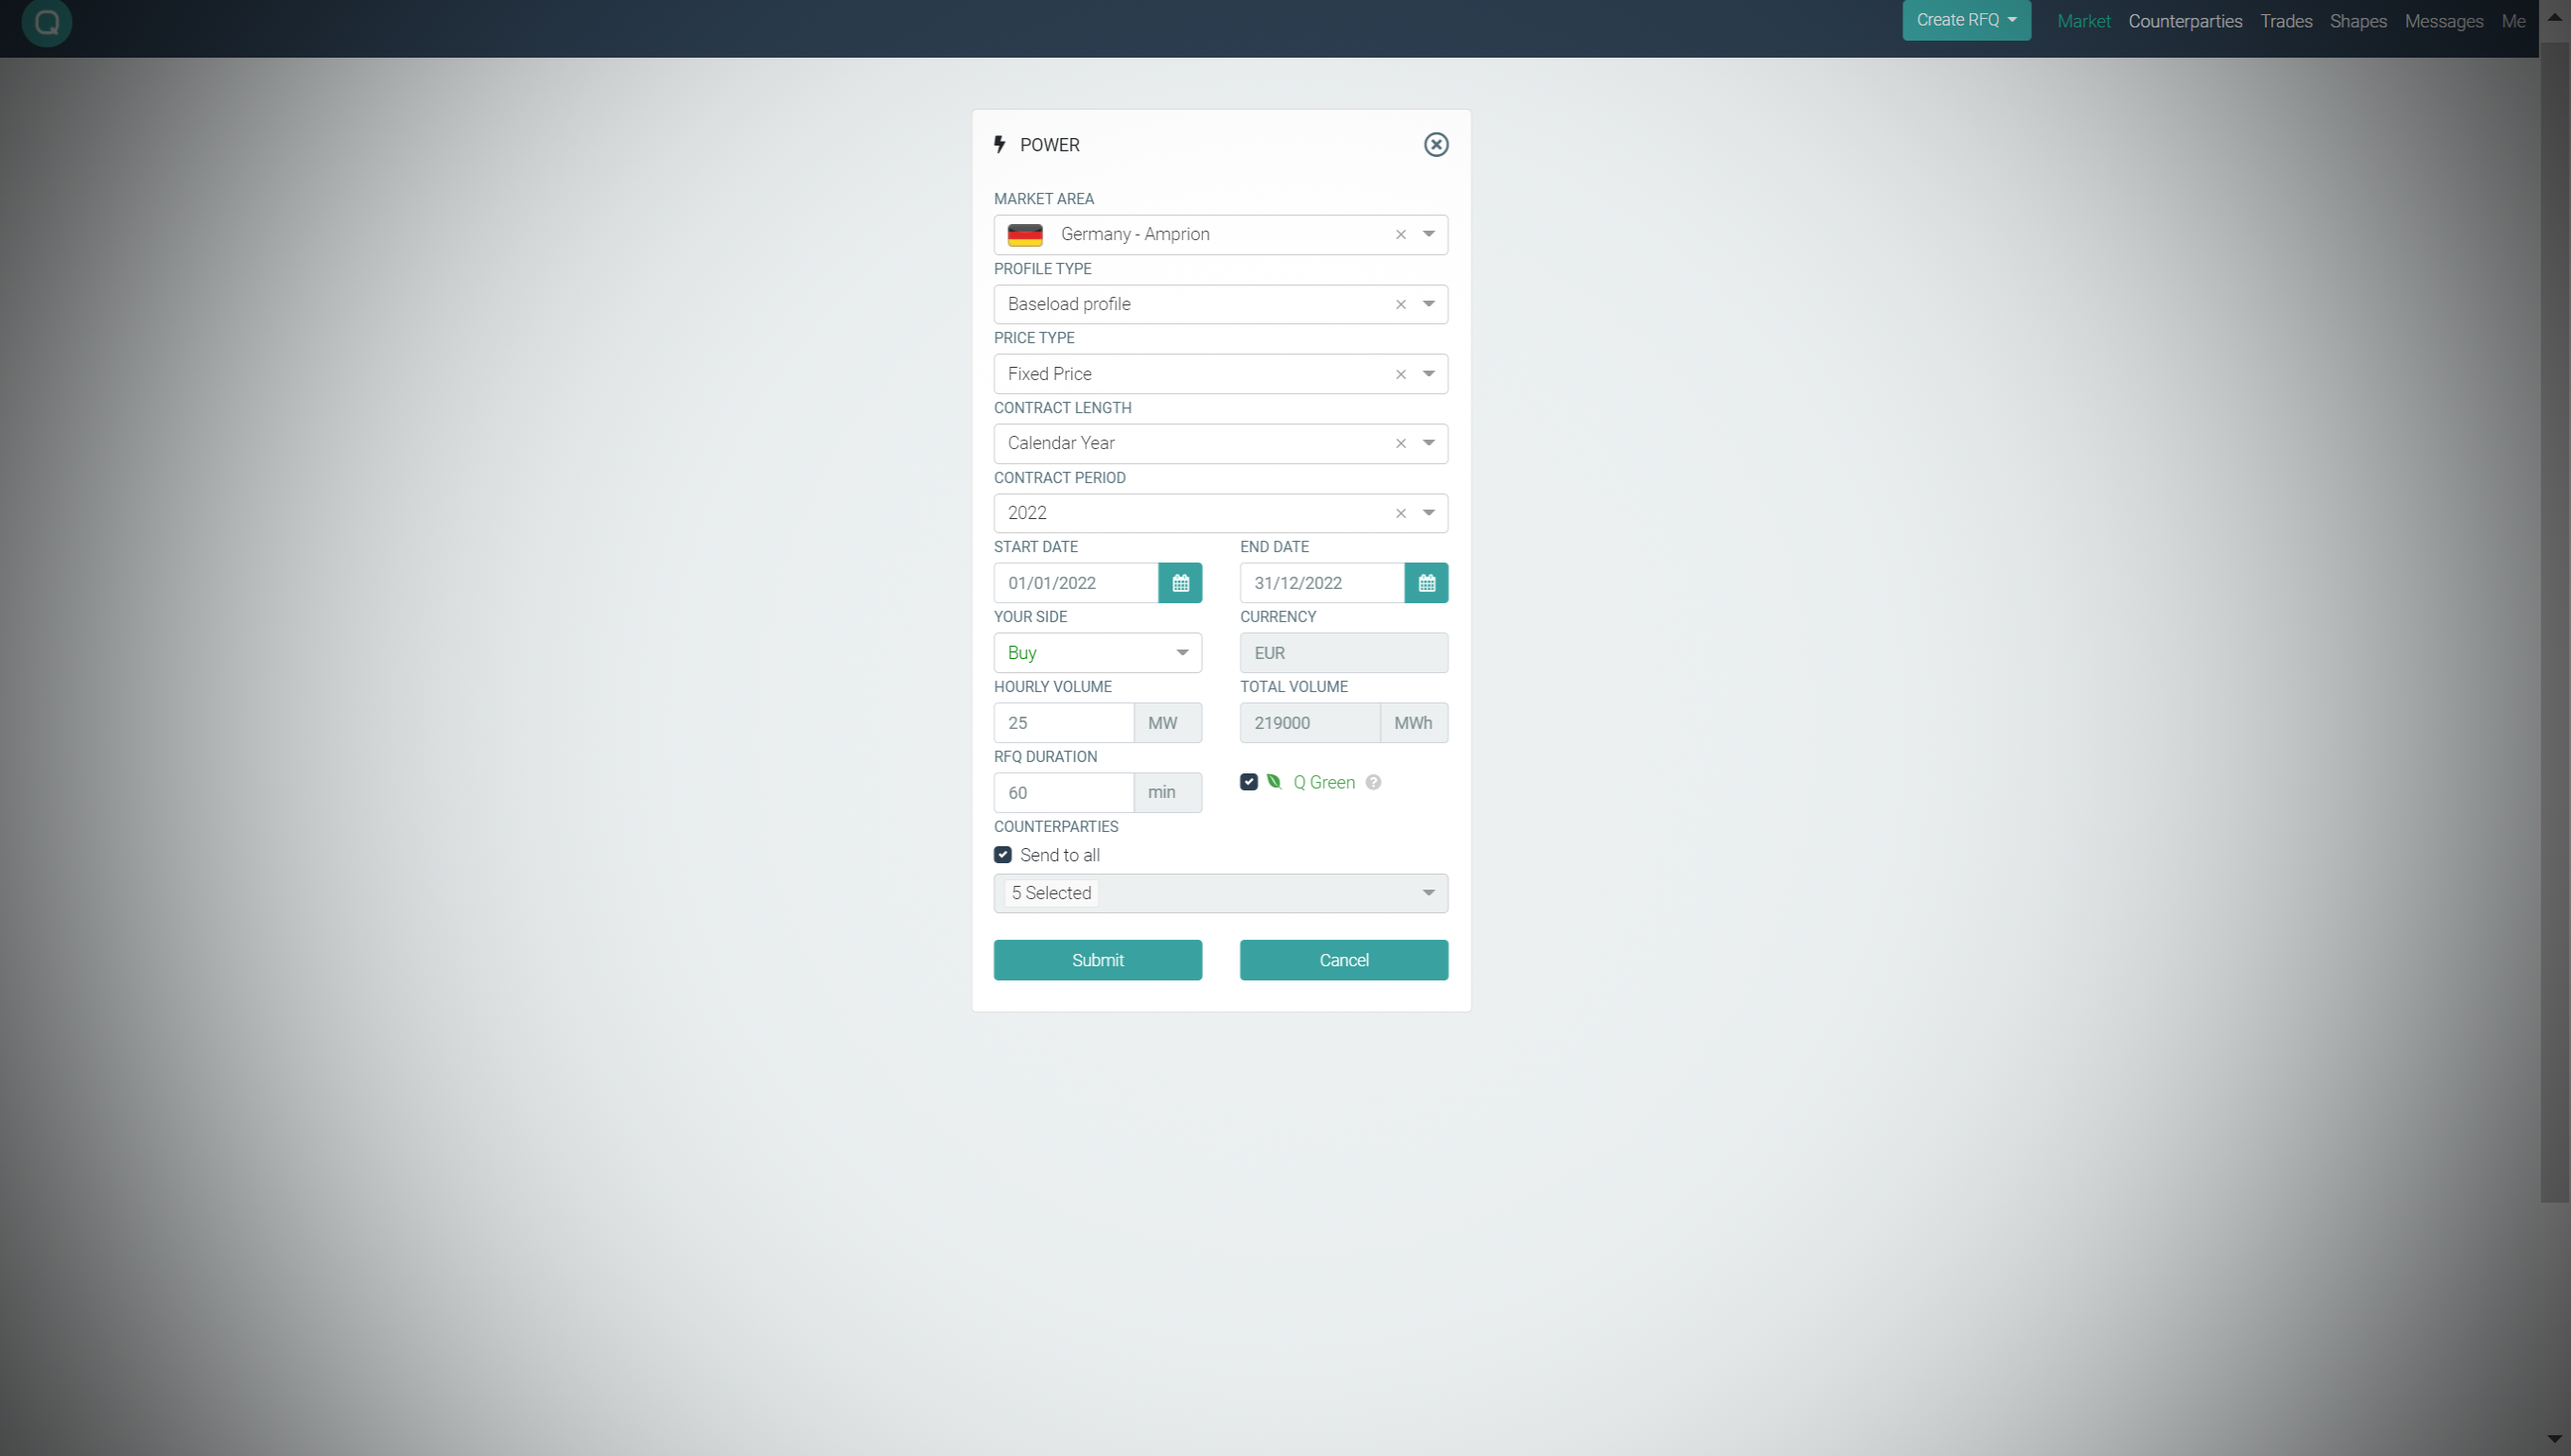 Q
Create RFQ Market Counterparties Trades Shapes Messages Me
POWER
MARKET AREA
Germany - Amprion
PROFILE TYPE
Baseload profile
PRICE TYPE
Fixed Price
CONTRACT LENGTH
Calendar Year
CONTRACT PERIOD
2022
START DATE END DATE
01/01/2022 31/12/2022
YOUR SIDE CURRENCY
Buy EUR
HOURLY VOLUME TOTAL VOLUME
25 MW 219000 MWh
RFQ DURATION
60 min Q Green ?
COUNTERPARTIES
Send to all
5 Selected
Submit Cancel